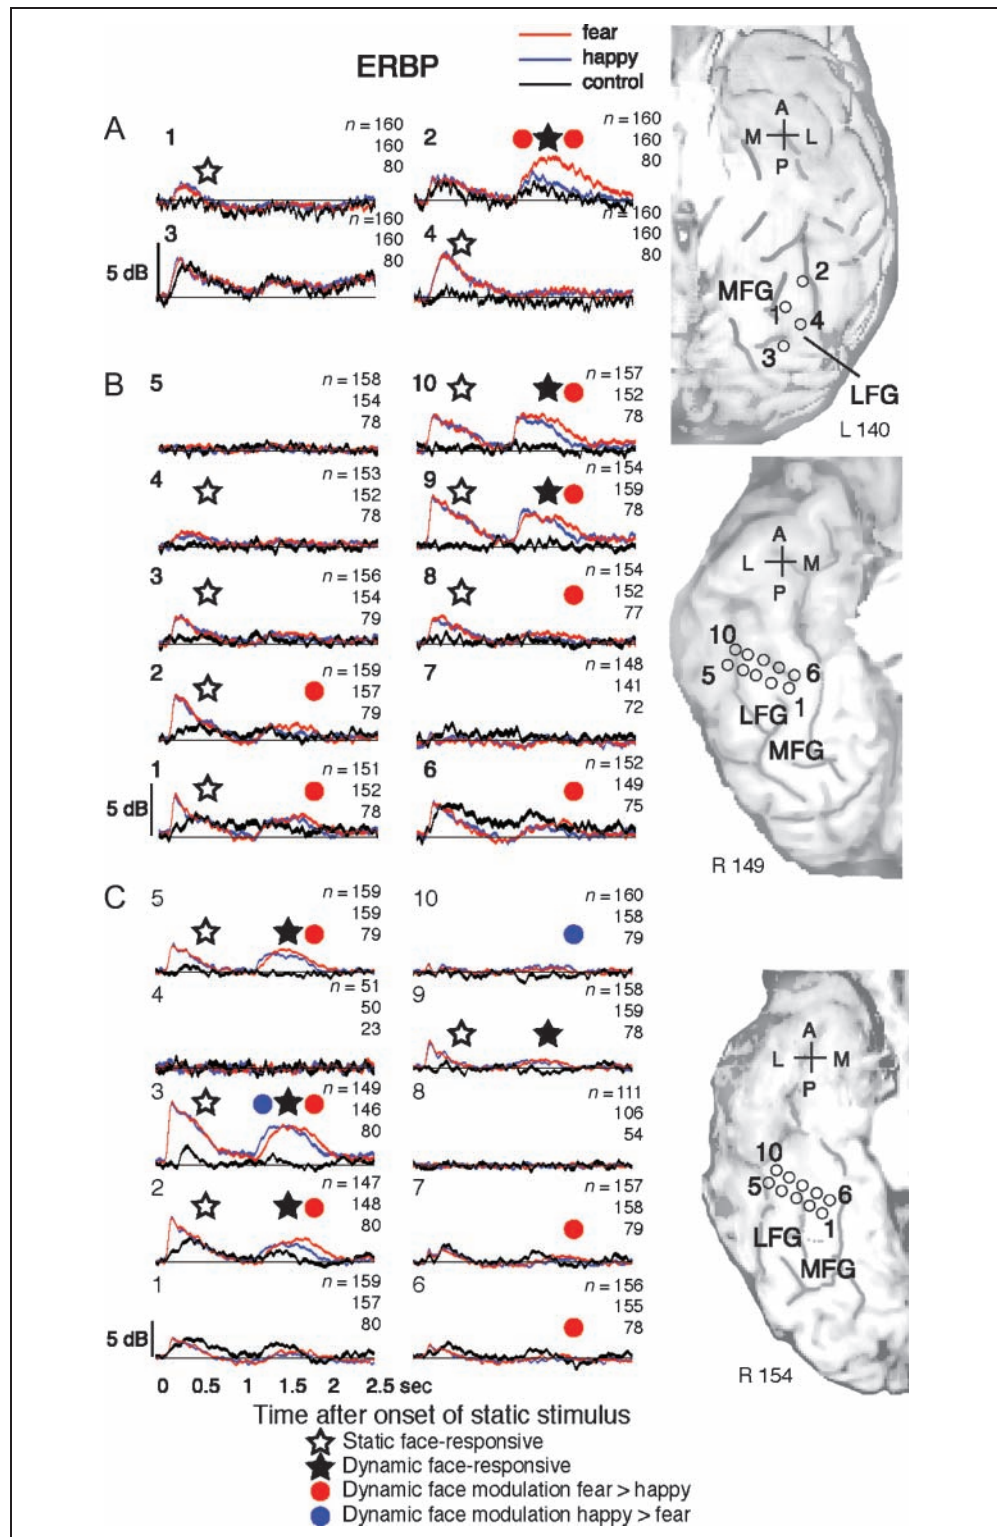 ERBP
fear
happy
control
A
1
n = 160
160
80
2
n = 160
160
80
3
n = 160
160
80
4
n = 160
160
80
5 dB
A
M L
P
MFG
2
1
4
3
LFG
L 140
B
5
n = 158
154
78
10
n = 157
152
78
4
n = 153
152
78
9
n = 154
159
78
3
n = 156
154
79
8
n = 154
152
77
2
n = 159
157
79
7
n = 148
141
72
1
n = 151
152
78
6
n = 152
149
75
5 dB
A
L M
P
10
5
6
1
LFG
MFG
R 149
C
5
n = 159
159
79
10
n = 160
158
79
4
n = 51
50
23
9
n = 158
159
78
3
n = 149
146
80
8
n = 111
106
54
2
n = 147
148
80
7
n = 157
158
79
1
n = 159
157
80
6
n = 156
155
78
5 dB
A
L M
P
10
5
6
1
LFG
MFG
R 154
0 0.5 1 1.5 2 2.5 sec
Time after onset of static stimulus
Static face-responsive
Dynamic face-responsive
Dynamic face modulation fear > happy
Dynamic face modulation happy > fear